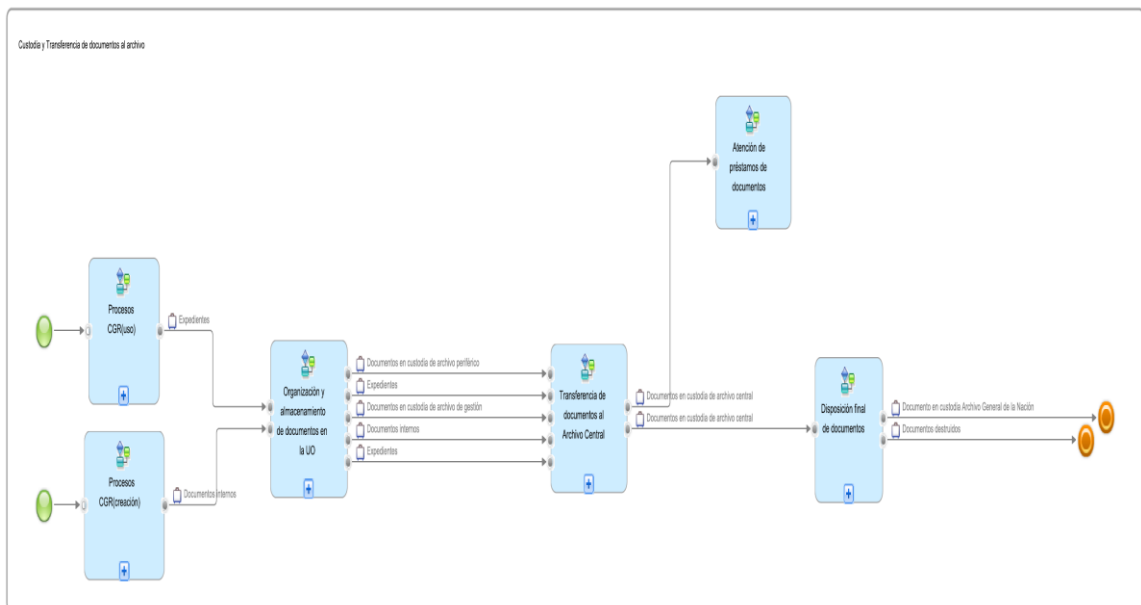 Custodia y Transferencia de documentos al archivo
Atención de
préstamos de
documentos
Procesos
CGR(uso)
Expedientes
Organización y
almacenamiento
de documentos en
la UO
Documentos en custodia de archivo periférico
Expedientes
Documentos en custodia de archivo de gestión
Documentos internos
Expedientes
Transferencia de
documentos al
Archivo Central
Documentos en custodia de archivo central
Documentos en custodia de archivo central
Disposición final
de documentos
Documento en custodia Archivo General de la Nación
Documentos destruidos
Procesos
CGR(creación)
Documentos internos